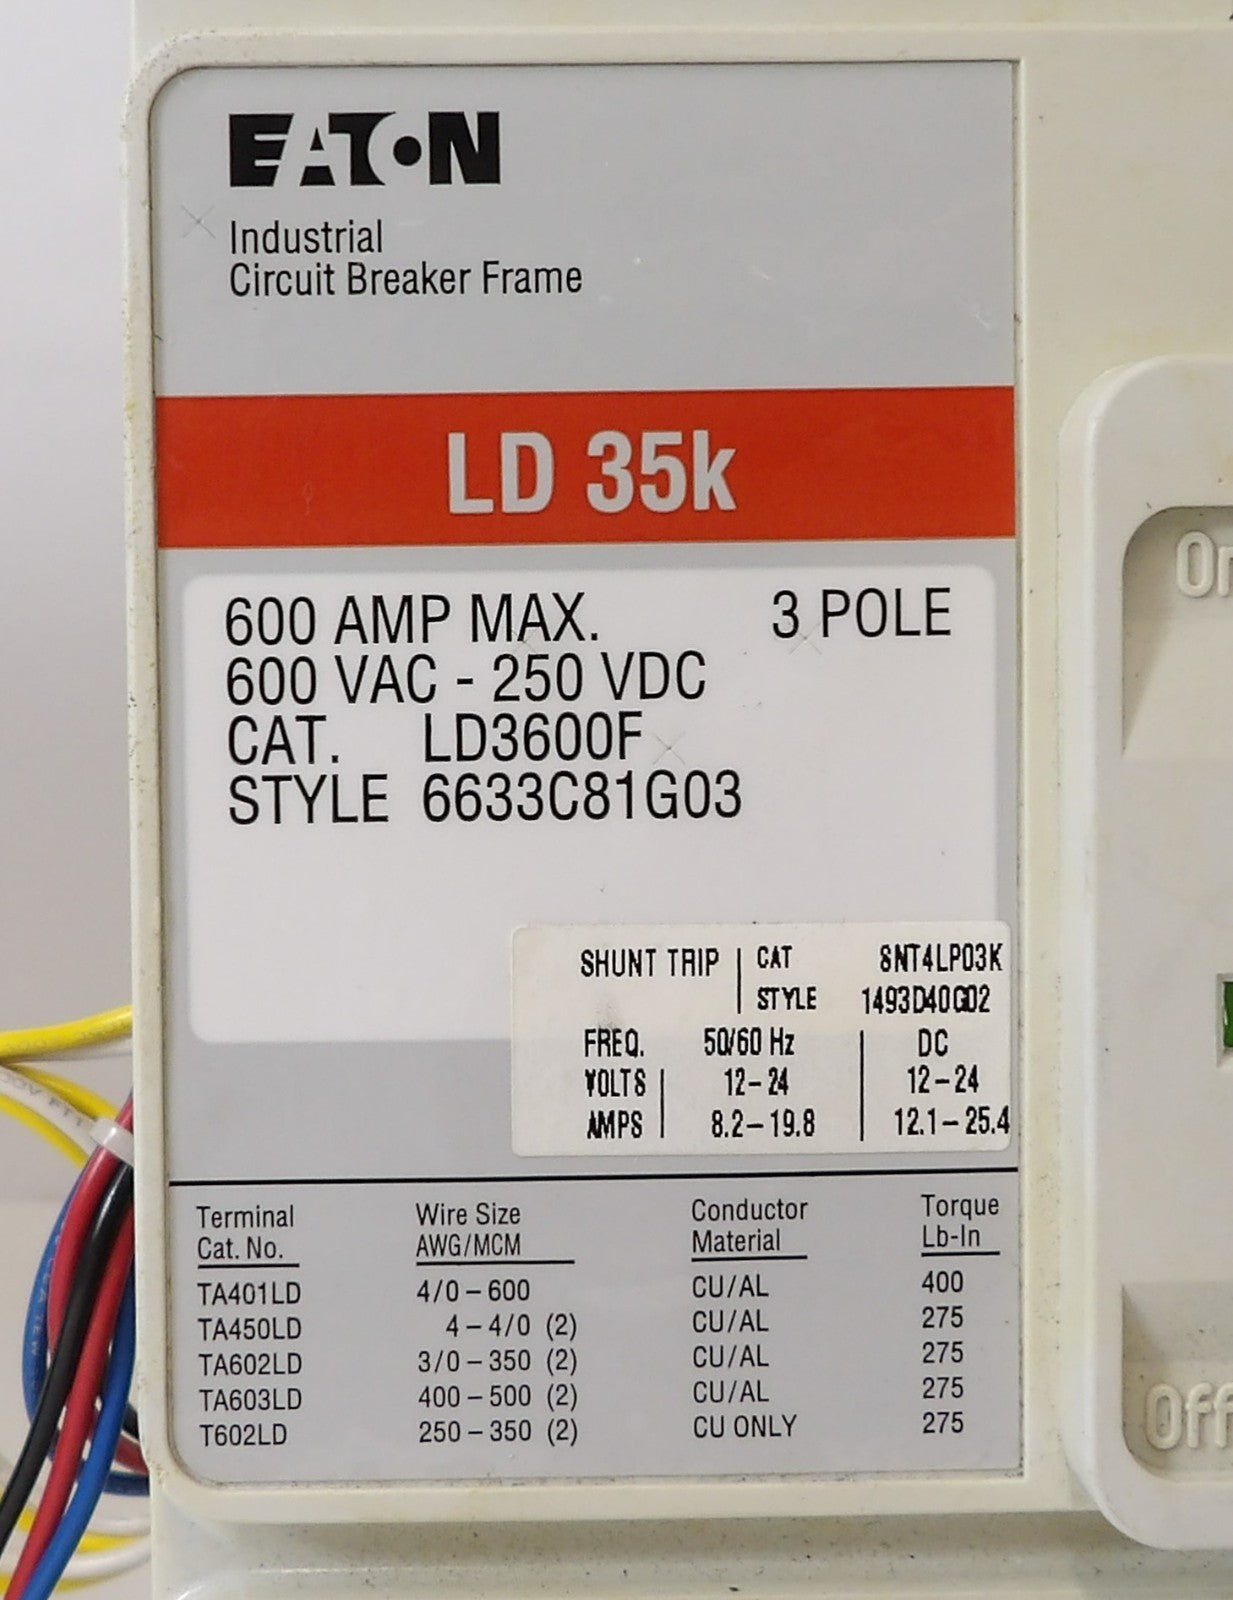 EATON
Industrial
Circuit Breaker Frame
LD 35k
600 AMP MAX. 3 POLE
600 VAC - 250 VDC
CAT. LD3600F
STYLE 6633C81G03
SHUNT TRIP CAT SNT4LP03K
STYLE 1493D40G02
FREQ. 50/60 Hz DC
VOLTS 12-24 12-24
AMPS 8.2-19.8 12.1-25.4
Terminal Wire Size Conductor Torque
Cat. No. AWG/MCM Material Lb-In
TA401LD 4/0-600 CU/AL 400
TA450LD 4-4/0 (2) CU/AL 275
TA602LD 3/0-350 (2) CU/AL 275
TA603LD 400-500 (2) CU/AL 275
T602LD 250-350 (2) CU ONLY 275
On
Off